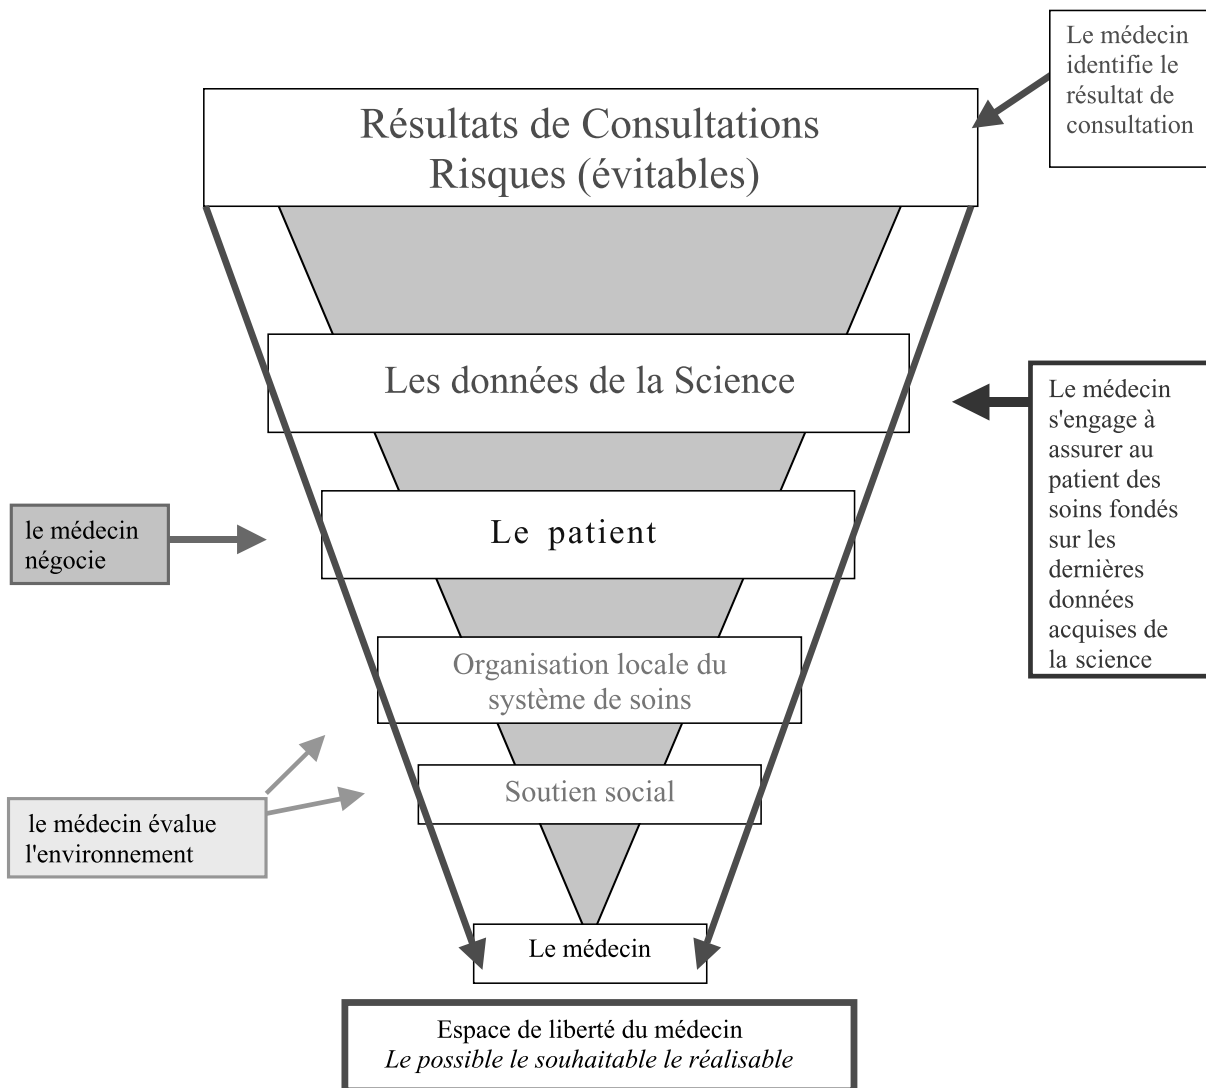 Le médecin
identifie le
résultat de
consultation
Résultats de Consultations
Risques (évitables)
Les données de la Science
Le médecin
s'engage à
assurer au
patient des
soins fondés
sur les
dernières
données
acquises de
la science
Le patient
le médecin
négocie
Organisation locale du
système de soins
Soutien social
le médecin évalue
l'environnement
Le médecin
Espace de liberté du médecin
Le possible le souhaitable le réalisable